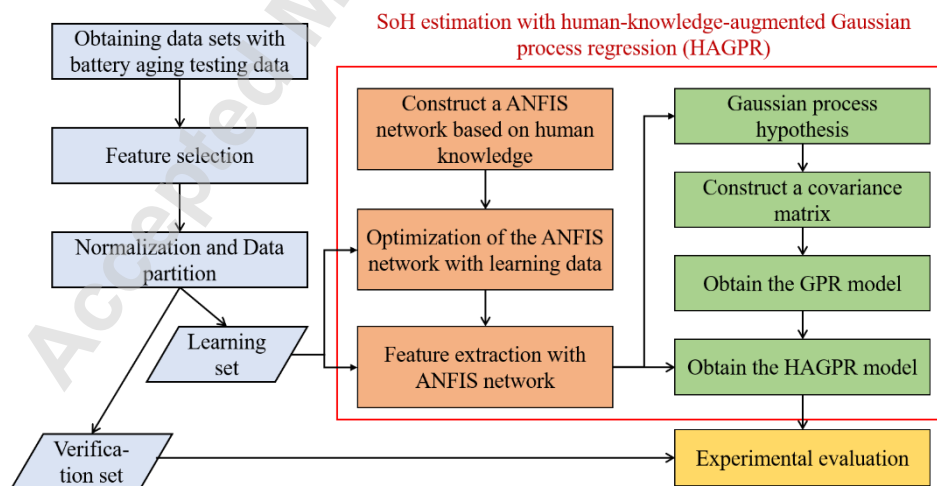 SoH estimation with human-knowledge-augmented Gaussian
process regression (HAGPR)
Obtaining data sets with
battery aging testing data
Feature selection
Normalization and Data
partition
Learning
set
Verifica-
tion set
Construct a ANFIS
network based on human
knowledge
Optimization of the ANFIS
network with learning data
Feature extraction with
ANFIS network
Gaussian process
hypothesis
Construct a covariance
matrix
Obtain the GPR model
Obtain the HAGPR model
Experimental evaluation
Accepted M